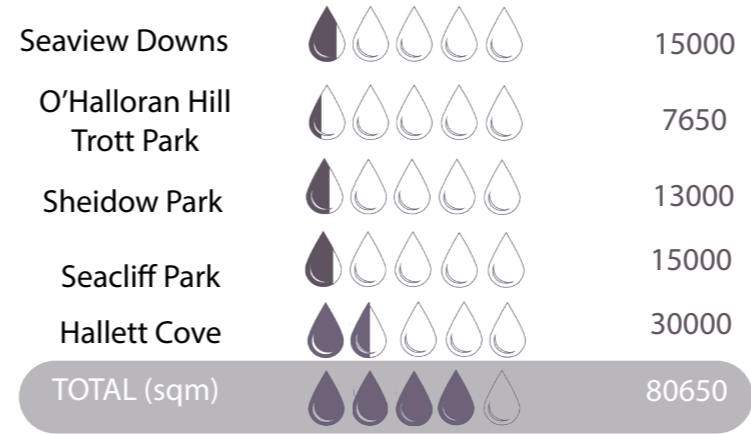 Seaview Downs 15000
O'Halloran Hill
Trott Park 7650
Sheidow Park 13000
Seacliff Park 15000
Hallett Cove 30000
TOTAL (sqm) 80650